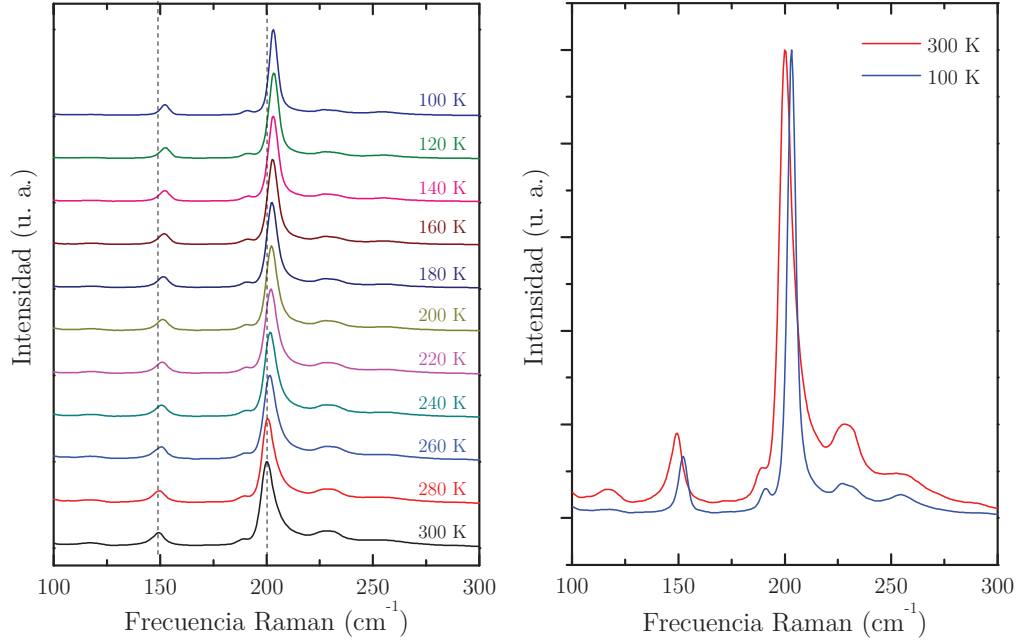 Intensidad (u. a.)
100 K
120 K
140 K
160 K
180 K
200 K
220 K
240 K
260 K
280 K
300 K
100 150 200 250 300
Frecuencia Raman (cm⁻¹)
Intensidad (u. a.)
300 K
100 K
100 150 200 250 300
Frecuencia Raman (cm⁻¹)